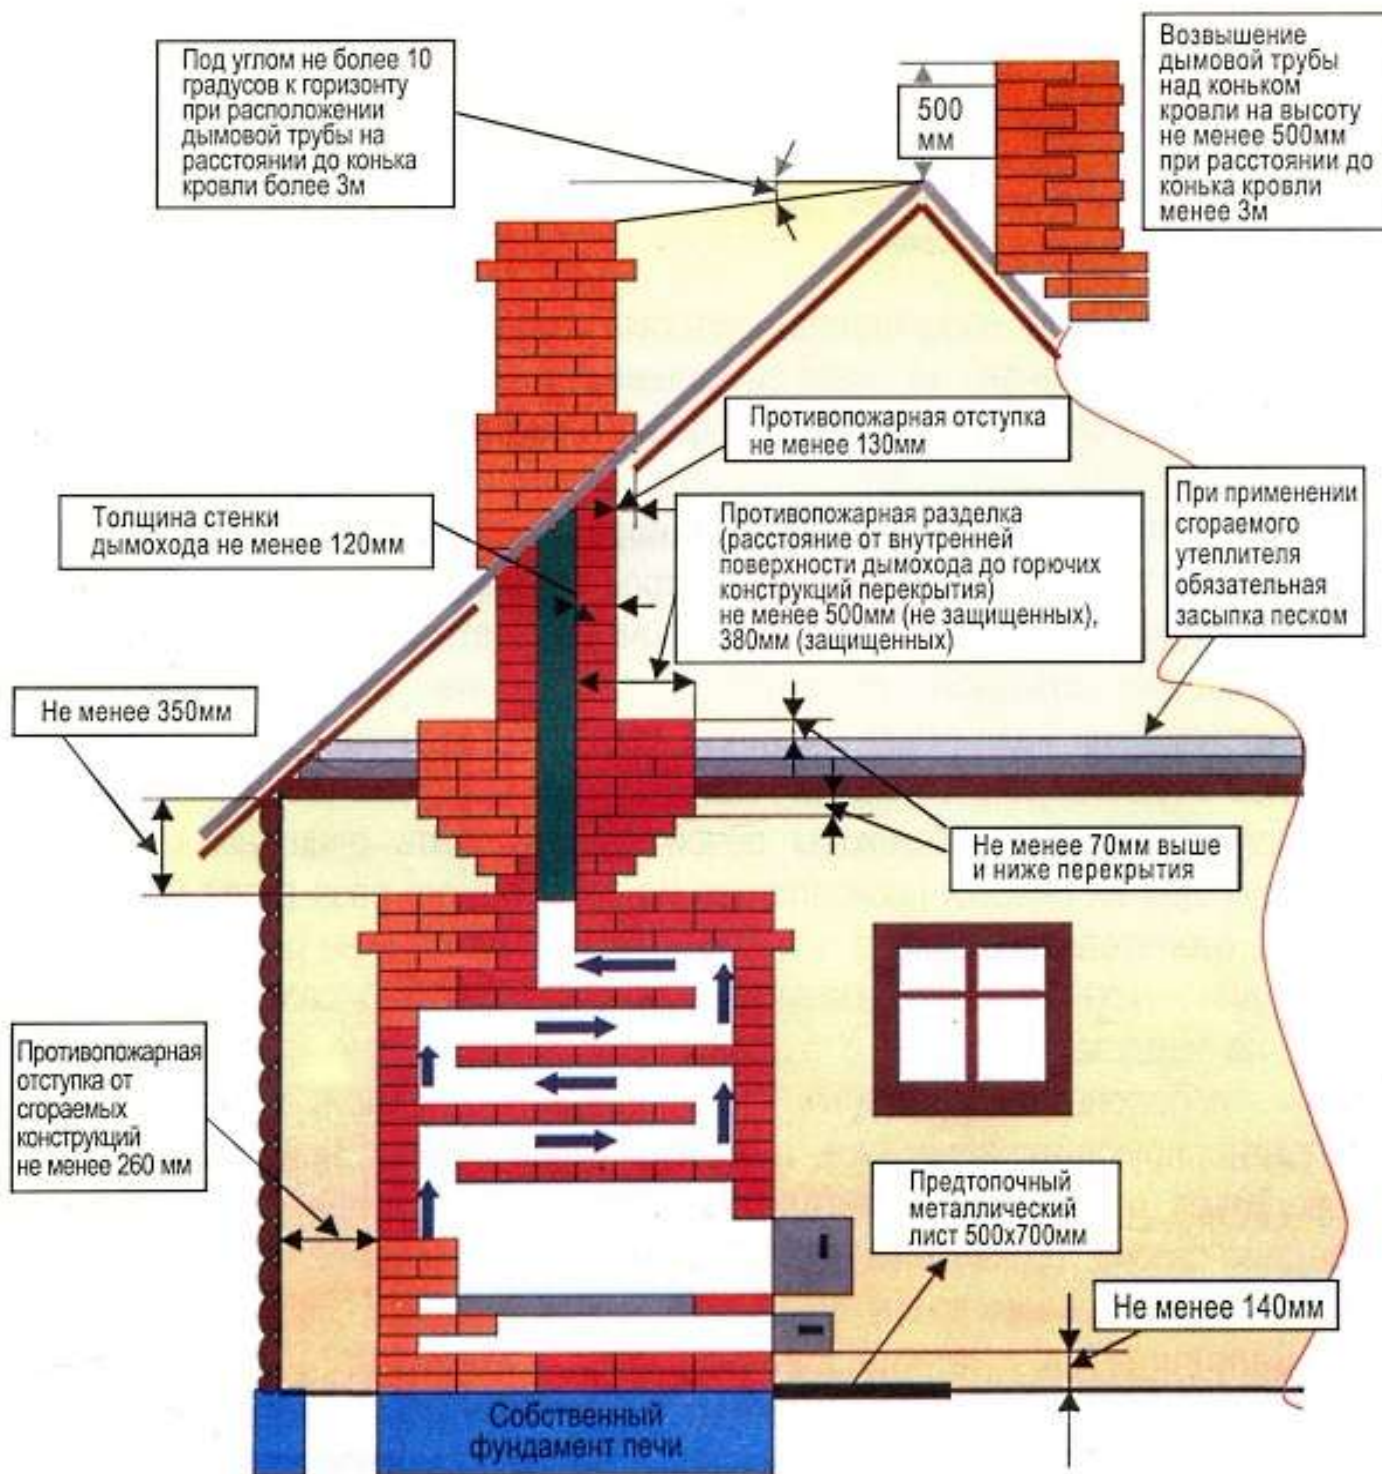 Под углом не более 10
градусов к горизонту
при расположении
дымовой трубы на
расстоянии до конька
кровли более 3м
500
мм
Возвышение
дымовой трубы
над коньком
кровли на высоту
не менее 500мм
при расстоянии до
конька кровли
менее 3м
Противопожарная отступка
не менее 130мм
Толщина стенки
дымохода не менее 120мм
Противопожарная разделка
(расстояние от внутренней
поверхности дымохода до горючих
конструкций перекрытия)
не менее 500мм (не защищенных),
380мм (защищенных)
При применении
сгораемого
утеплителя
обязательная
засыпка песком
Не менее 350мм
Не менее 70мм выше
и ниже перекрытия
Противопожарная
отступка от
сгораемых
конструкций
не менее 260 мм
Предтопочный
металлический
лист 500х700мм
Не менее 140мм
Собственный
фундамент печи